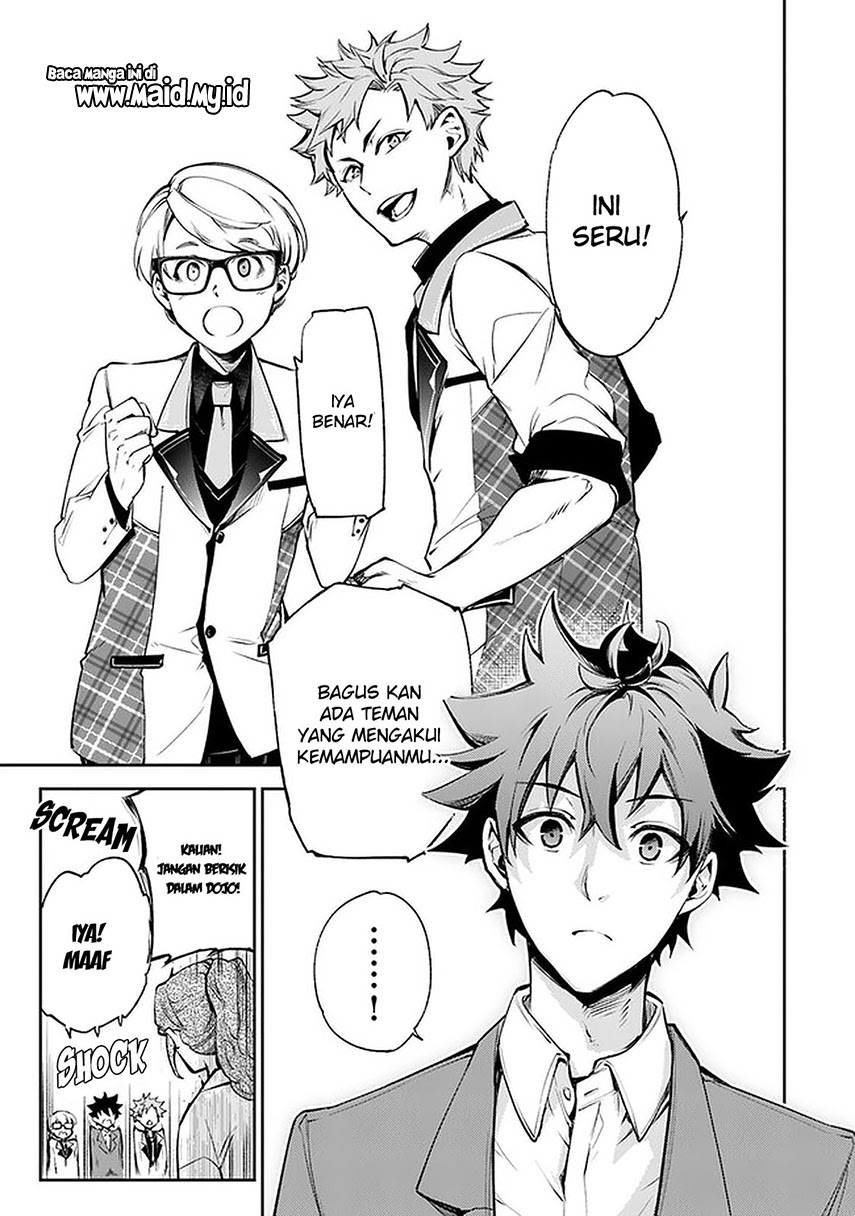 Baca Manga ini di
www.Maid.my.id
INI
SERU!
IYA
BENAR!
BAGUS KAN
ADA TEMAN
YANG MENGAKUI
KEMAMPUANMU...
......!
KALIAN!
JANGAN BERISIK
DALAM DOJO!
SCREAM
IYA!
MAAF
SHOCK